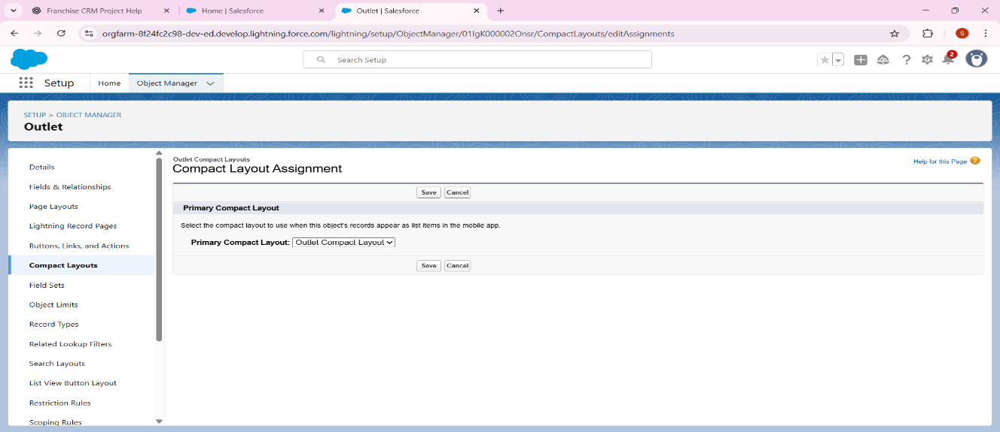 Franchise CRM Project Help
Home | Salesforce
Outlet | Salesforce
orgfarm-8f24fc2c98-dev-ed.develop.lightning.force.com/lightning/setup/ObjectManager/01IgK000002Onsr/CompactLayouts/editAssignments
S
Search Setup
2
Setup
Home
Object Manager
SETUP > OBJECT MANAGER
Outlet
Details
Fields & Relationships
Page Layouts
Lightning Record Pages
Buttons, Links, and Actions
Compact Layouts
Field Sets
Object Limits
Record Types
Related Lookup Filters
Search Layouts
List View Button Layout
Restriction Rules
Scoping Rules
Outlet Compact Layouts
Compact Layout Assignment
Help for this Page ?
Save Cancel
Primary Compact Layout
Select the compact layout to use when this object's records appear as list items in the mobile app.
Primary Compact Layout: Outlet Compact Layout
Save Cancel